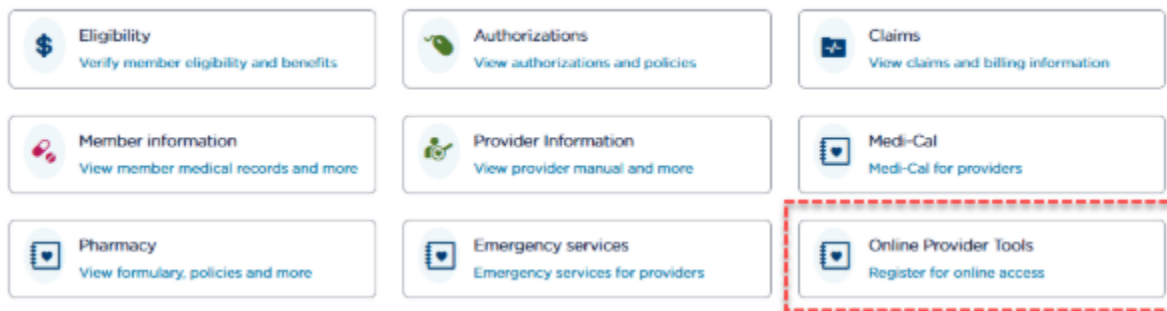 Eligibility
Verify member eligibility and benefits
Authorizations
View authorizations and policies
Claims
View claims and billing information
Member information
View member medical records and more
Provider Information
View provider manual and more
Medi-Cal
Medi-Cal for providers
Pharmacy
View formulary, policies and more
Emergency services
Emergency services for providers
Online Provider Tools
Register for online access